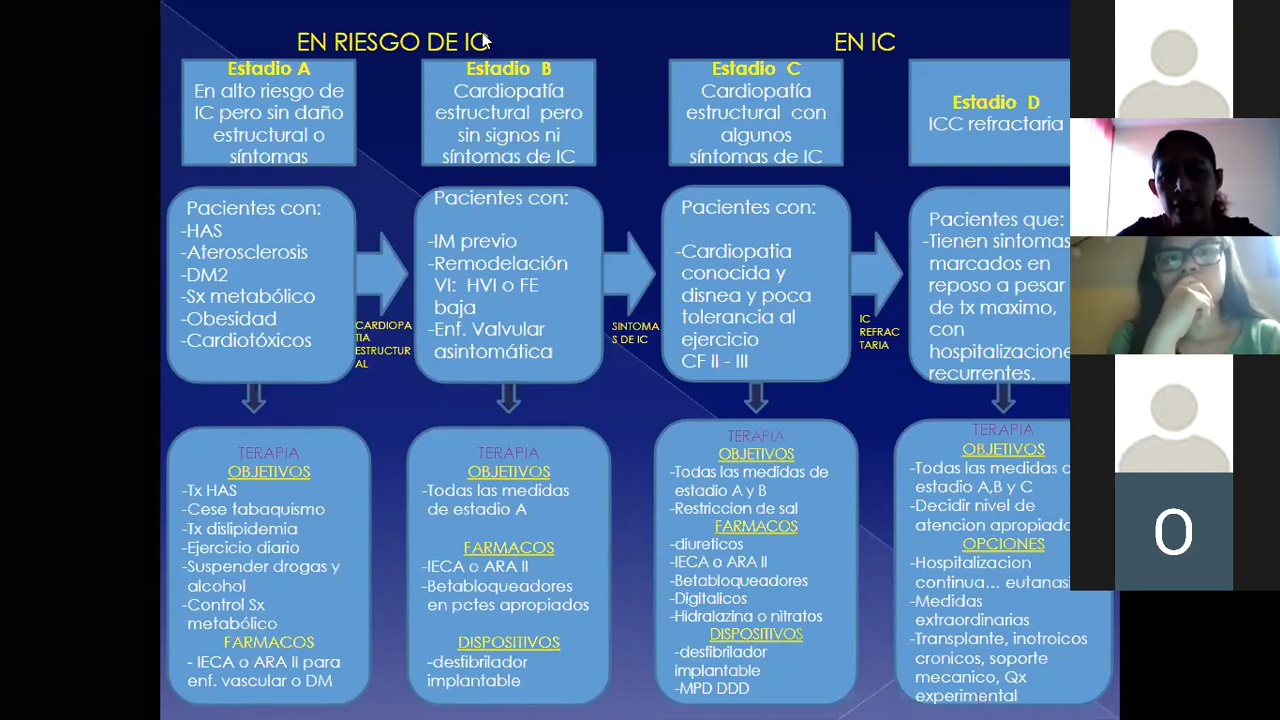 EN RIESGO DE IC
EN IC
Estadio A
En alto riesgo de
IC pero sin daño
estructural o
síntomas
Estadio B
Cardiopatía
estructural pero
sin signos ni
síntomas de IC
Estadio C
Cardiopatía
estructural con
algunos
síntomas de IC
Estadio D
ICC refractaria
Pacientes con:
-HAS
-Aterosclerosis
-DM2
-Sx metabólico
-Obesidad
-Cardiotóxicos
CARDIOPA
TIA
ESTRUCTUR
AL
Pacientes con:
-IM previo
-Remodelación
VI: HVI o FE
baja
-Enf. Valvular
asintomática
SINTOMA
S DE IC
Pacientes con:
-Cardiopatia
conocida y
disnea y poca
tolerancia al
ejercicio
CF II - III
IC
REFRAC
TARIA
Pacientes que:
-Tienen sintomas
marcados en
reposo a pesar
de tx maximo,
con
hospitalizacione
recurrentes.
TERAPIA
OBJETIVOS
-Tx HAS
-Cese tabaquismo
-Tx dislipidemia
-Ejercicio diario
-Suspender drogas y
alcohol
-Control Sx
metabólico
FARMACOS
- IECA o ARA II para
enf. vascular o DM
TERAPIA
OBJETIVOS
-Todas las medidas
de estadio A
FARMACOS
-IECA o ARA II
-Betabloqueadores
en pctes apropiados
DISPOSITIVOS
-desfibrilador
implantable
TERAPIA
OBJETIVOS
-Todas las medidas de
estadio A y B
-Restriccion de sal
FARMACOS
-diureticos
-IECA o ARA II
-Betabloqueadores
-Digitalicos
-Hidralazina o nitratos
DISPOSITIVOS
-desfibrilador
implantable
-MPD DDD
TERAPIA
OBJETIVOS
-Todas las medidas
estadio A,B y C
-Decidir nivel de
atencion apropiado
OPCIONES
-Hospitalizacion
continua... eutanasi
-Medidas
extraordinarias
-Transplante, inotroicos
cronicos, soporte
mecanico, Qx
experimental
O